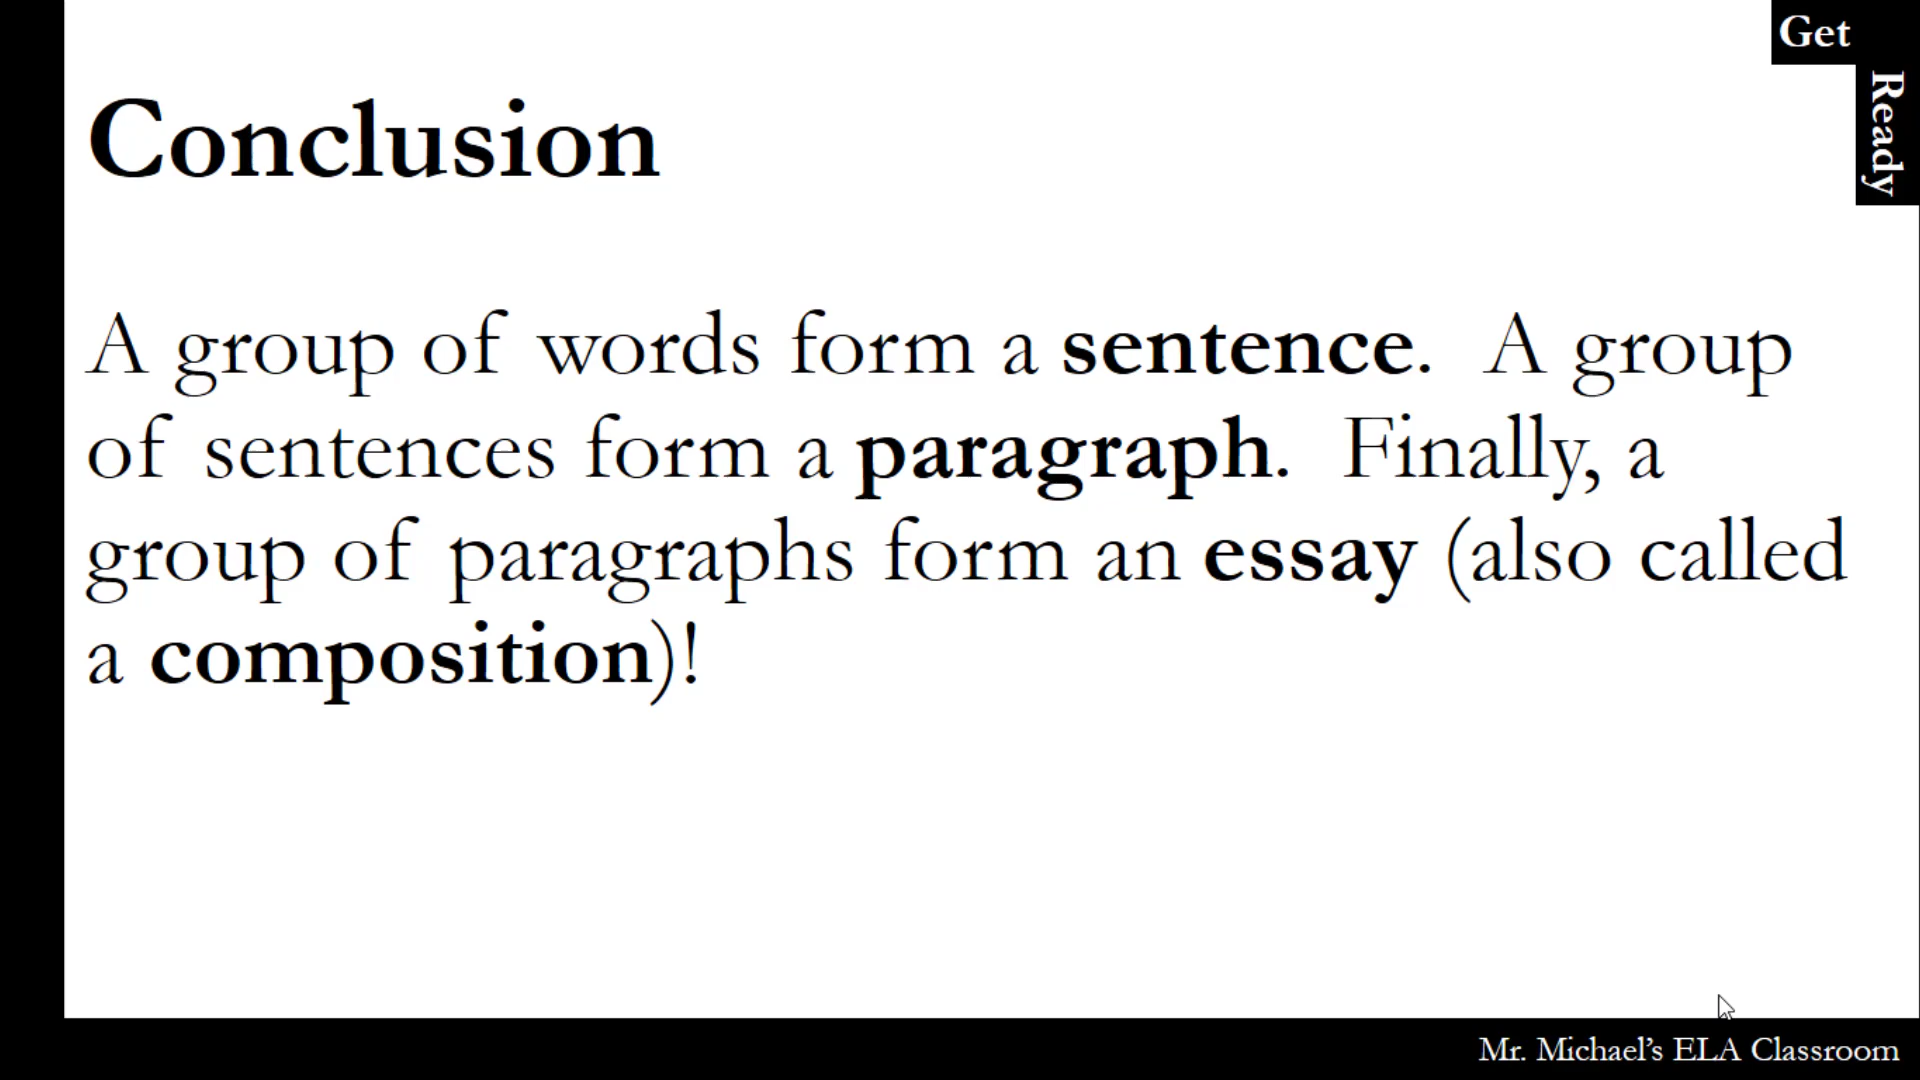 Get
Ready
Conclusion
A group of words form a sentence.  A group
of sentences form a paragraph.  Finally, a
group of paragraphs form an essay (also called
a composition)!
Mr. Michael’s ELA Classroom